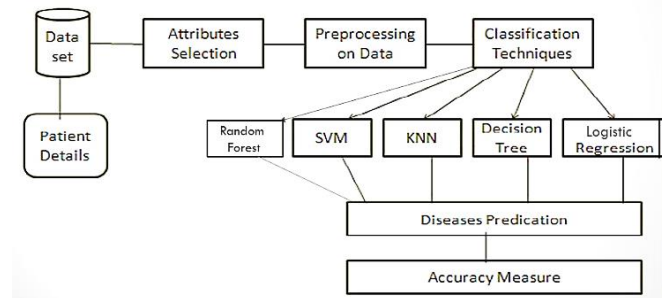 Data
set
Attributes
Selection
Preprocessing
on Data
Classification
Techniques
Patient
Details
Random
Forest
SVM
KNN
Decision
Tree
Logistic
Regression
Diseases Predication
Accuracy Measure